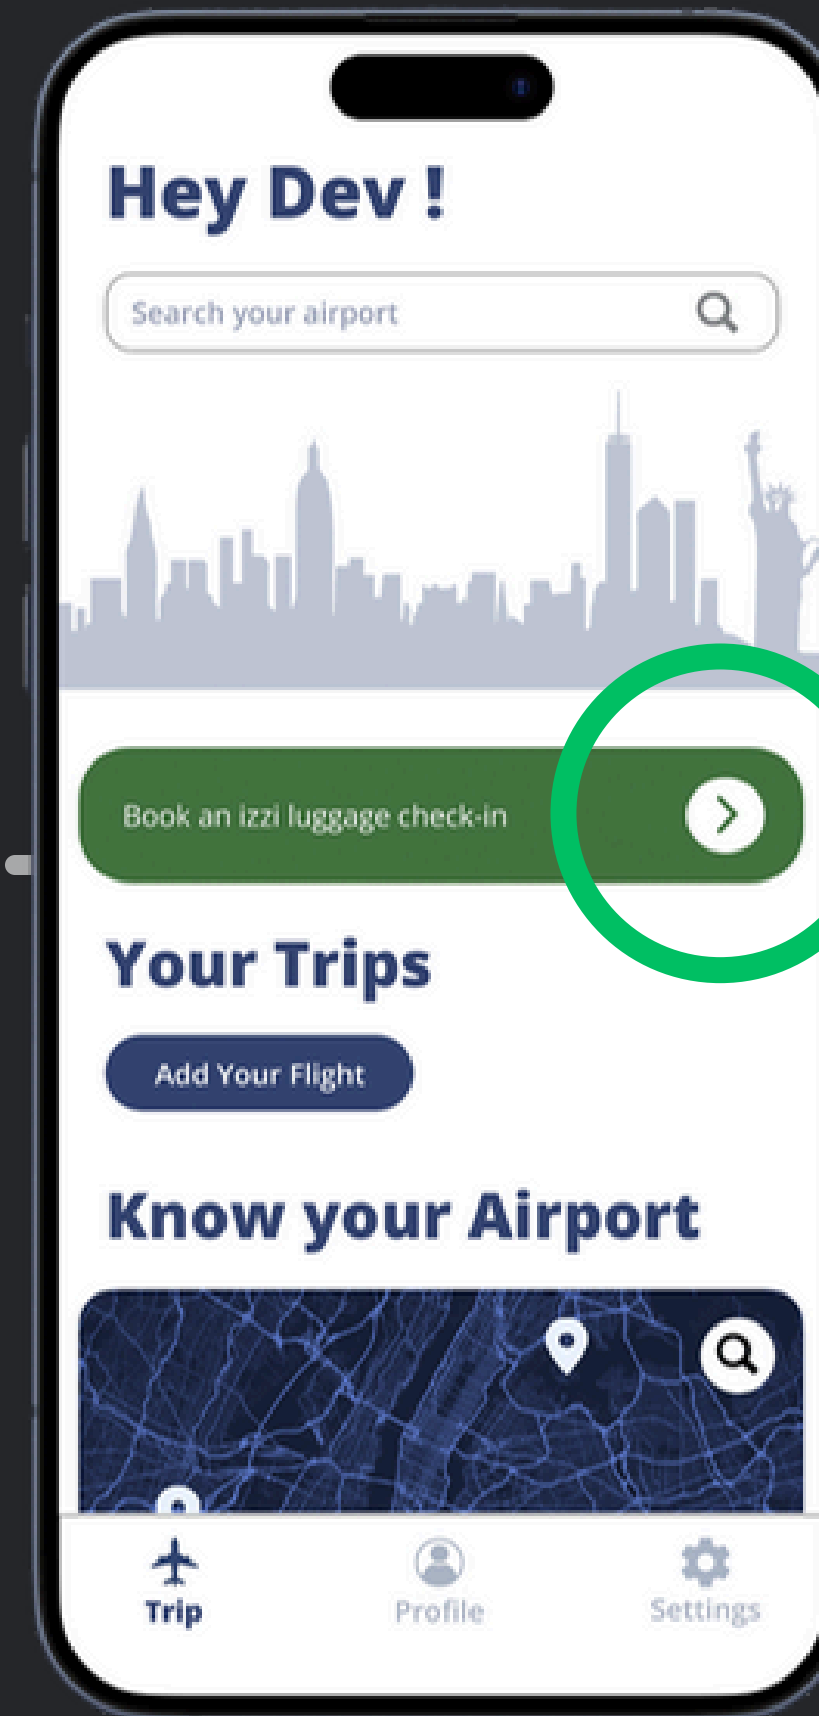 Hey Dev !
Search your airport
Book an izzi luggage check-in
Your Trips
Add Your Flight
Know your Airport
Trip
Profile
Settings